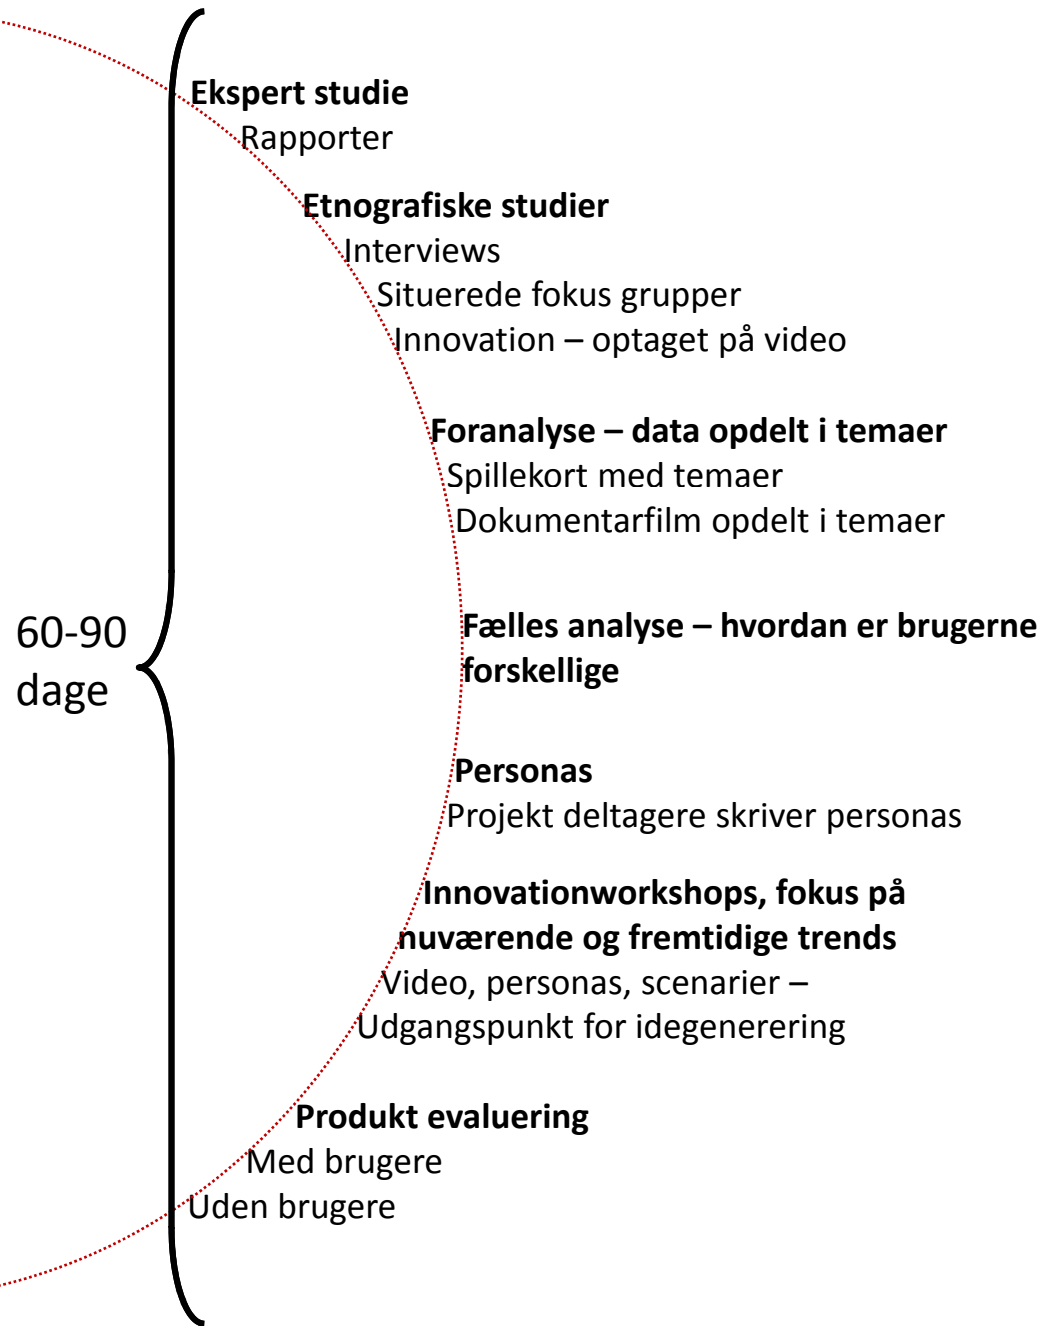 Ekspert studie
Rapporter
Etnografiske studier
Interviews
Situerede fokus grupper
Innovation – optaget på video
Foranalyse – data opdelt i temaer
Spillekort med temaer
Dokumentarfilm opdelt i temaer
60-90
dage
Fælles analyse – hvordan er brugerne
forskellige
Personas
Projekt deltagere skriver personas
Innovationworkshops, fokus på
nuværende og fremtidige trends
Video, personas, scenarier –
Udgangspunkt for idegenerering
Produkt evaluering
Med brugere
Uden brugere